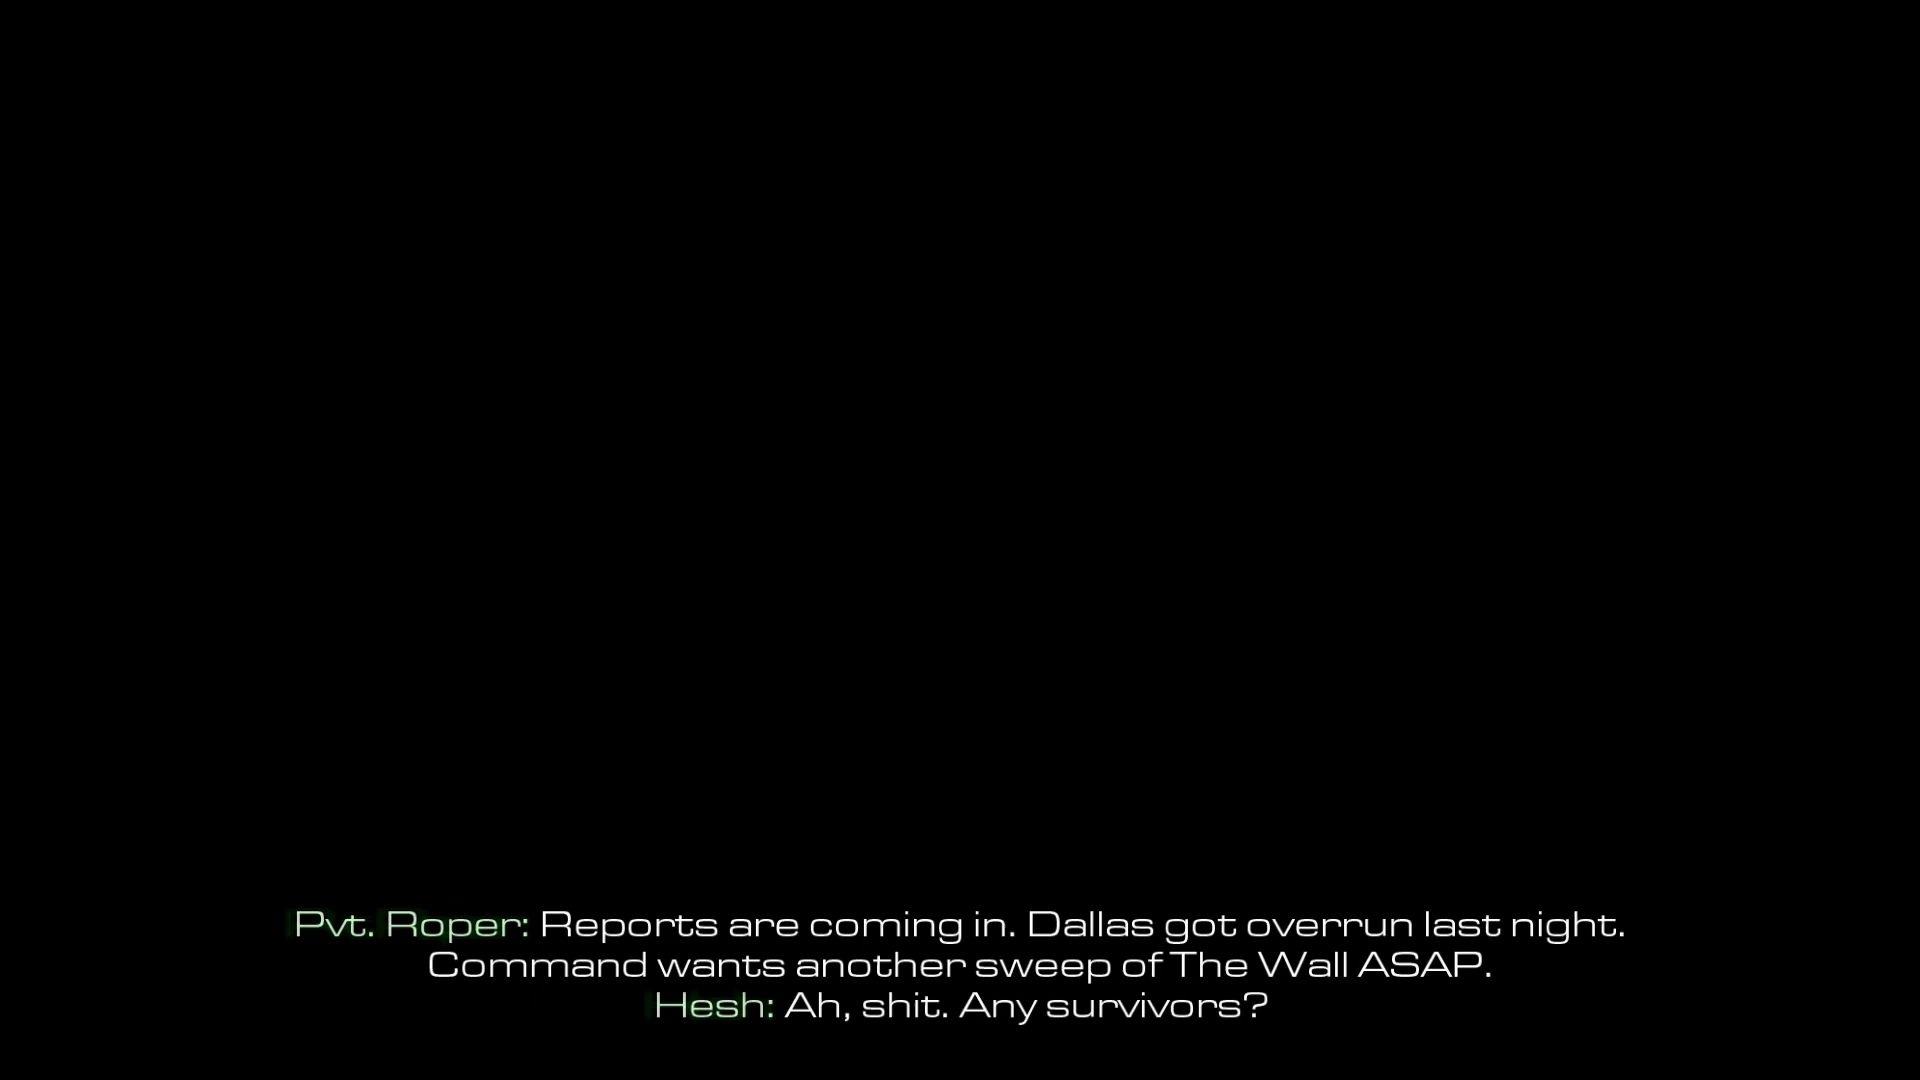 Pvt. Roper: Reports are coming in. Dallas got overrun last night.
Command wants another sweep of The Wall ASAP.
Hesh: Ah, shit. Any survivors?